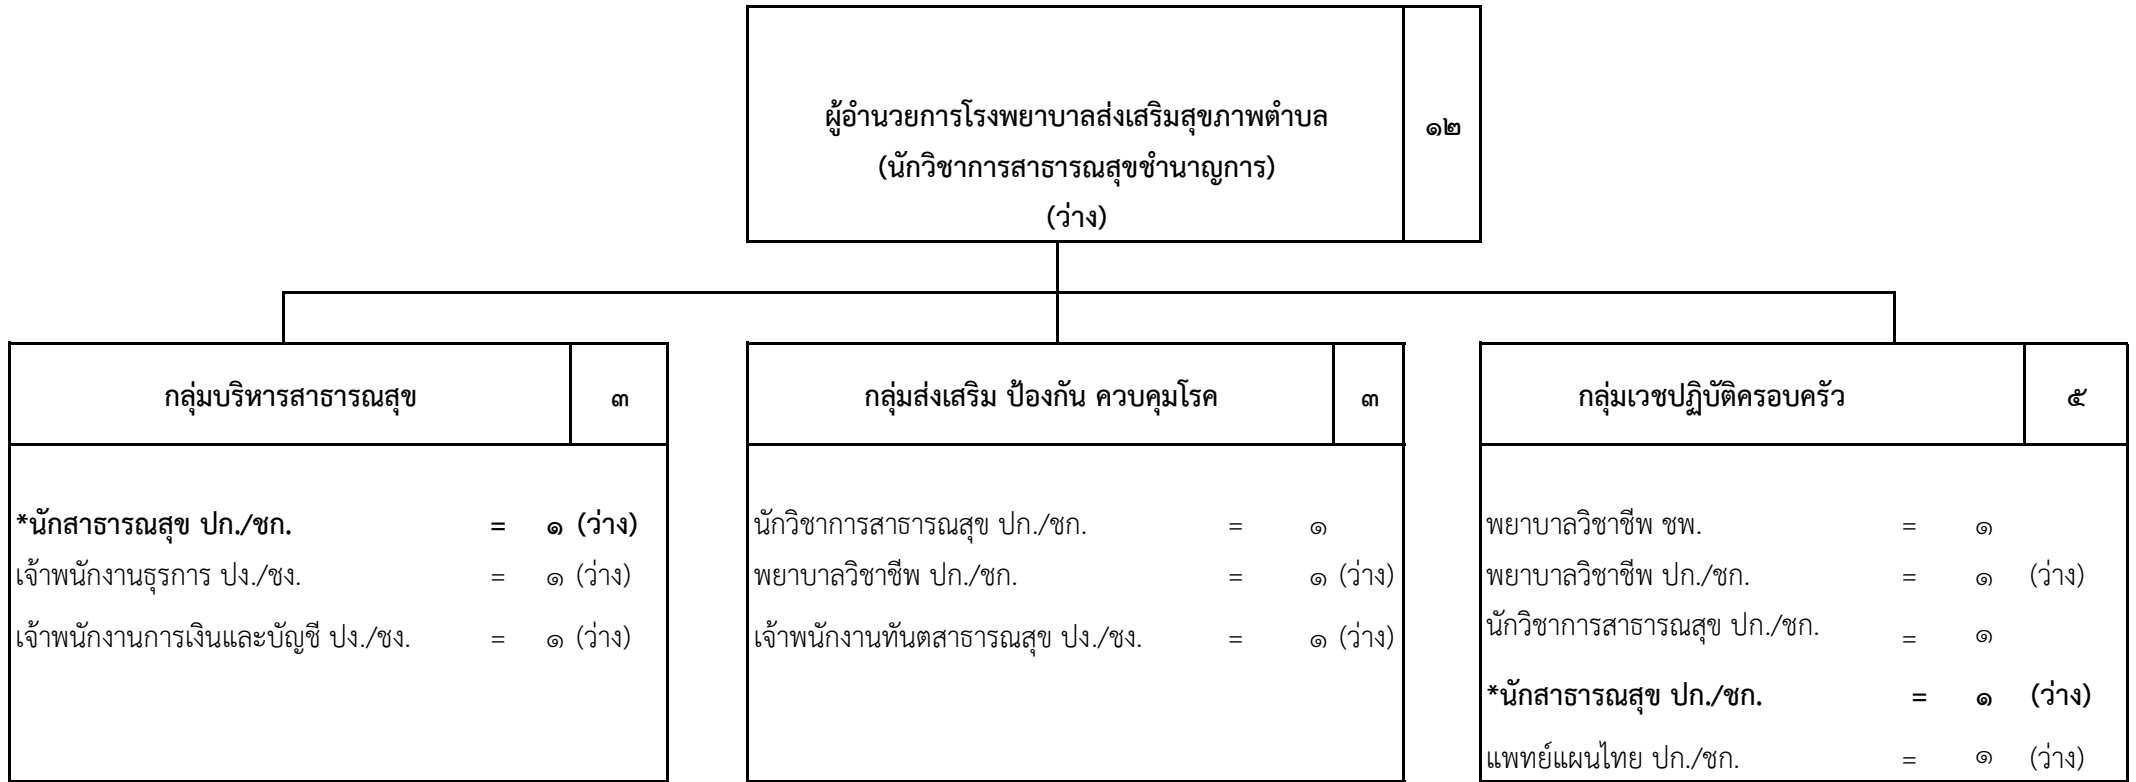 ผู้อำนวยการโรงพยาบาลส่งเสริมสุขภาพตำบล ๑๒
(นักวิชาการสาธารณสุขชำนาญการ)
(ว่าง)
กลุ่มบริหารสาธารณสุข ๓
*นักสาธารณสุข ปก./ชก. = ๑ (ว่าง)
เจ้าพนักงานธุรการ ปง./ชง. = ๑ (ว่าง)
เจ้าพนักงานการเงินและบัญชี ปง./ชง. = ๑ (ว่าง)
กลุ่มส่งเสริม ป้องกัน ควบคุมโรค ๓
นักวิชาการสาธารณสุข ปก./ชก. = ๑
พยาบาลวิชาชีพ ปก./ชก. = ๑ (ว่าง)
เจ้าพนักงานทันตสาธารณสุข ปง./ชง. = ๑ (ว่าง)
กลุ่มเวชปฏิบัติครอบครัว ๕
พยาบาลวิชาชีพ ชพ. = ๑
พยาบาลวิชาชีพ ปก./ชก. = ๑ (ว่าง)
นักวิชาการสาธารณสุข ปก./ชก. = ๑
*นักสาธารณสุข ปก./ชก. = ๑ (ว่าง)
แพทย์แผนไทย ปก./ชก. = ๑ (ว่าง)